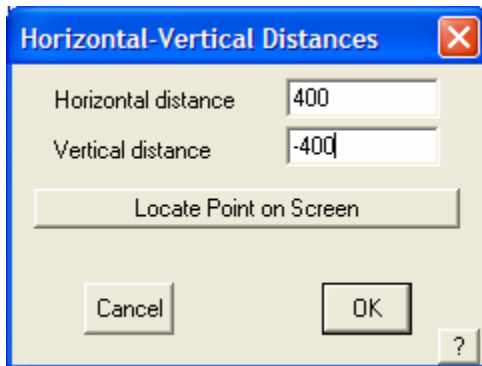 Horizontal-Vertical Distances
Horizontal distance 400
Vertical distance -400
Locate Point on Screen
Cancel OK
?